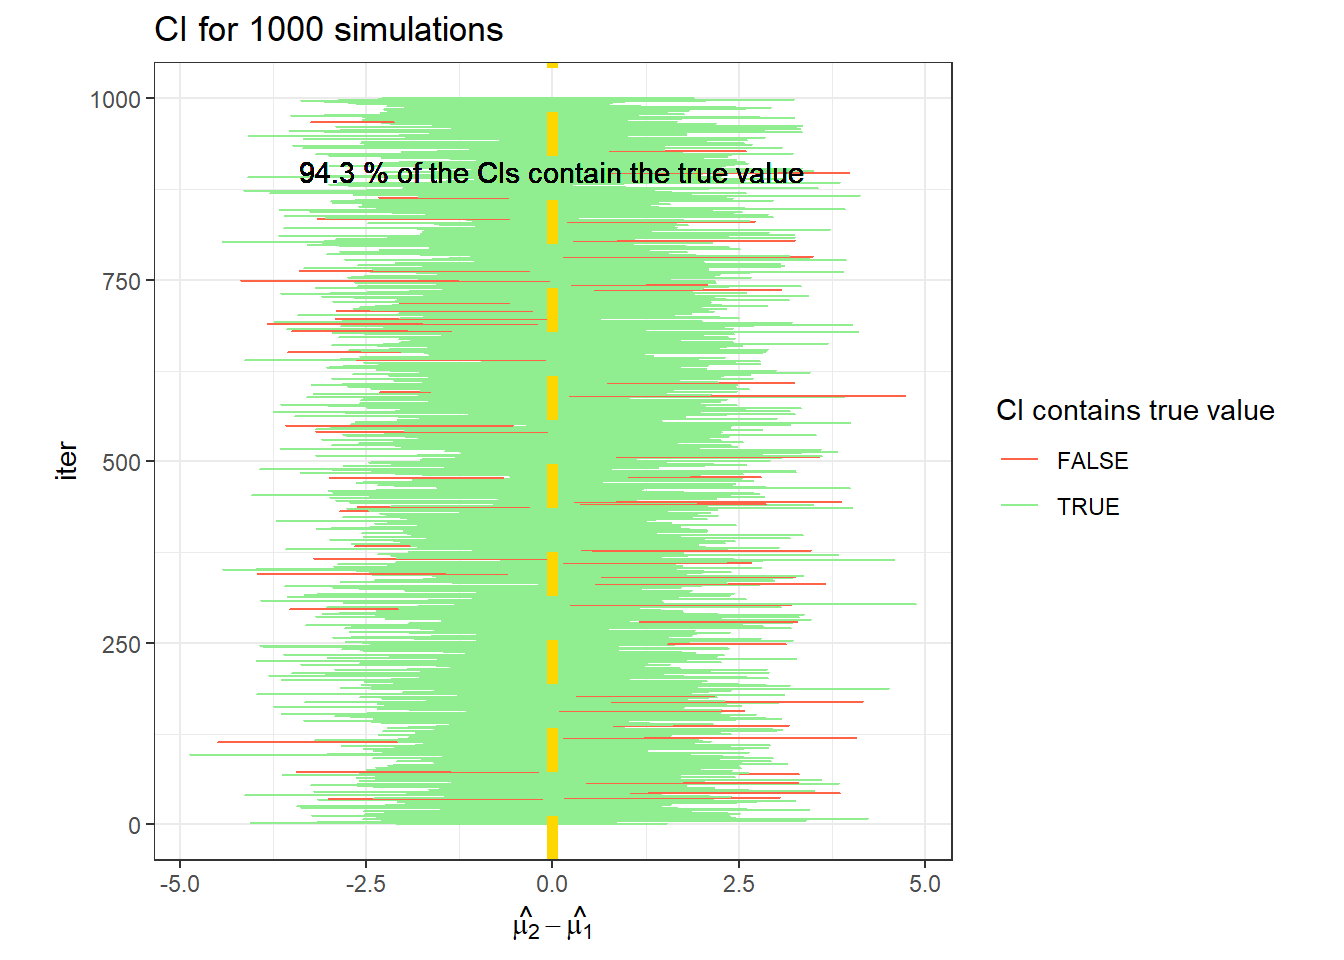 CI for 1000 simulations
94.3 % of the CIs contain the true value
1000
750
500
250
0
iter
-5.0 -2.5 0.0 2.5 5.0
μ̂₂ − μ̂₁
CI contains true value
FALSE
TRUE